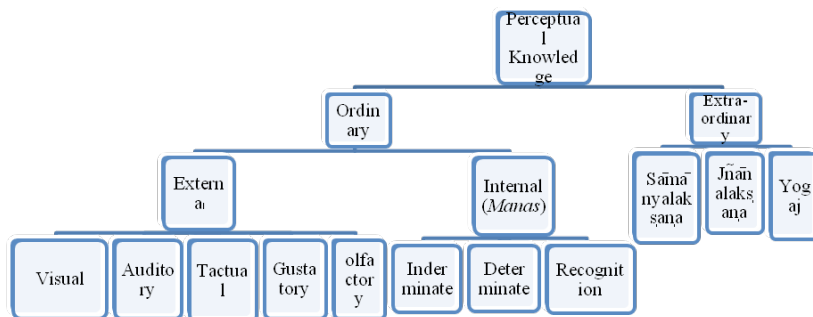 Perceptua
l
Knowled
ge
Ordin
ary
Extra-
ordinar
y
Extern
al
Internal
(Manas)
Sāmā
nyalak
ṣaṇa
Jñān
alakṣ
aṇa
Yog
aj
Visual
Audito
ry
Tactua
l
Gusta
tory
olfa
ctor
y
Inder
minate
Deter
minate
Recognit
ion